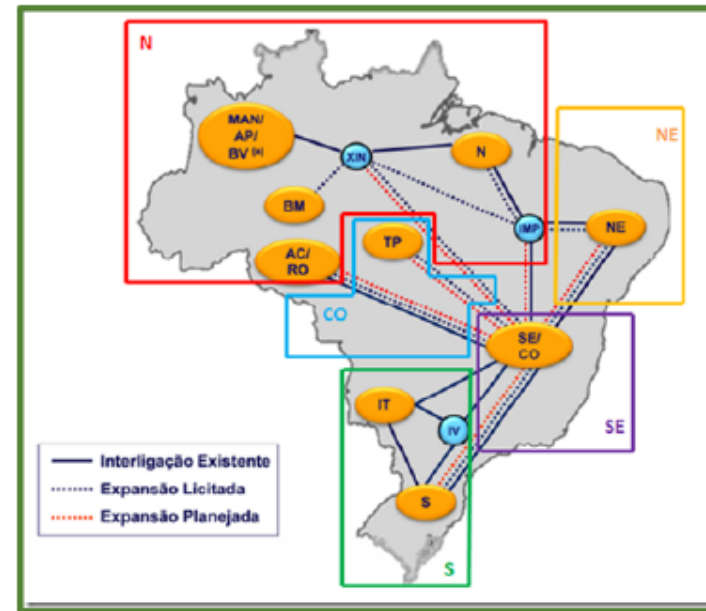 N
MAN/
AP/
BV (a)
XIN
N
NE
BM
IMP
NE
TP
AC/
RO
CO
SE/
CO
IT
SE
IV
Interligação Existente
Expansão Licitada
Expansão Planejada
S
S